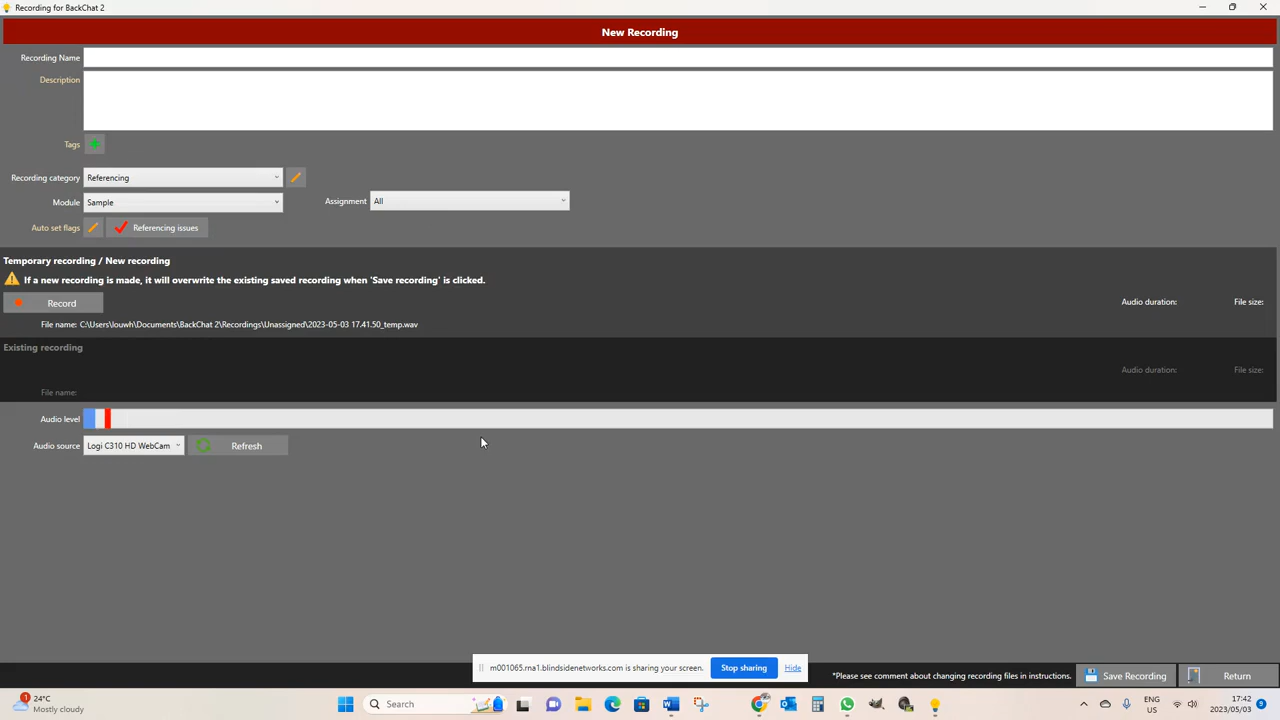 Recording for BackChat 2
New Recording
Recording Name
Description
Tags
Recording category Referencing
Module Sample Assignment All
Auto set flags Referencing issues
Temporary recording / New recording
If a new recording is made, it will overwrite the existing saved recording when 'Save recording' is clicked.
Record Audio duration: File size:
File name: C:\Users\louwh\Documents\BackChat 2\Recordings\Unassigned\2023-05-03 17.41.50_temp.wav
Existing recording
Audio duration: File size:
File name:
Audio level
Audio source Logi C310 HD WebCam Refresh
m001065.rna1.blindsidenetworks.com is sharing your screen. Stop sharing Hide
*Please see comment about changing recording files in instructions. Save Recording Return
1 24°C
Mostly cloudy
Search
ENG
US
17:42
2023/05/03
9